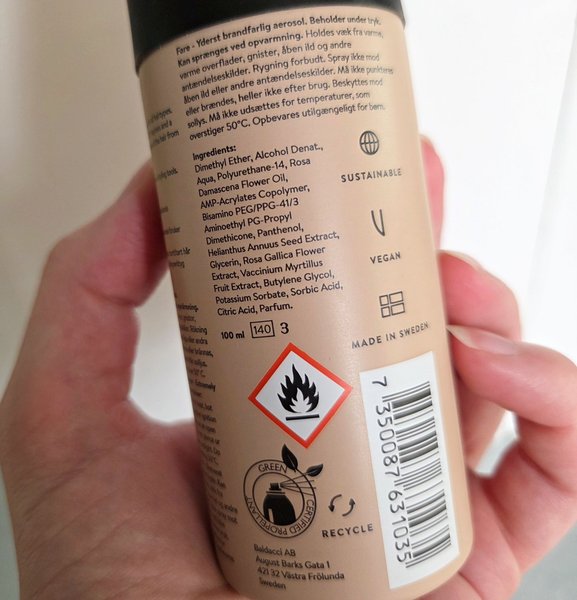 Fare - Yderst brandfarlig aerosol. Beholder under tryk.
Kan sprænges ved opvarmning. Holdes væk fra varme,
varme overflader, gnister, åben ild og andre
antændelseskilder. Rygning forbudt. Spray ikke mod
åben ild eller andre antændelseskilder. Må ikke punkteres
eller brændes, heller ikke efter brug. Beskyttes mod
sollys. Må ikke udsættes for temperaturer, som
overstiger 50°C. Opbevares utilgængeligt for børn.
Ingredients:
Dimethyl Ether, Alcohol Denat.,
Aqua, Polyurethane-14, Rosa
Damascena Flower Oil,
AMP-Acrylates Copolymer,
Bisamino PEG/PPG-41/3
Aminoethyl PG-Propyl
Dimethicone, Panthenol,
Helianthus Annuus Seed Extract,
Glycerin, Rosa Gallica Flower
Extract, Vaccinium Myrtillus
Fruit Extract, Butylene Glycol,
Potassium Sorbate, Sorbic Acid,
Citric Acid, Parfum.
100 ml 140 3
SUSTAINABLE
VEGAN
MADE IN SWEDEN
GREEN
CERTIFIED PROPELLANT
RECYCLE
Baldacci AB
August Barks Gata 1
421 32 Västra Frölunda
Sweden
7 350087 631035